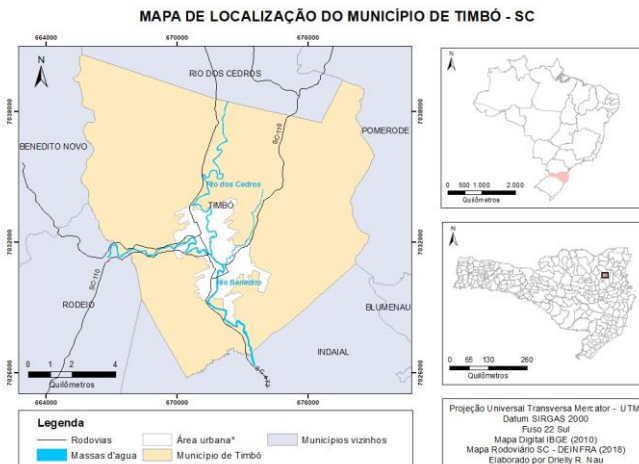 MAPA DE LOCALIZAÇÃO DO MUNICÍPIO DE TIMBÓ - SC
664000
670000
676000
N
RIO DOS CEDROS
7038000
7038000
SC-110
POMERODE
BENEDITO NOVO
Rio dos Cedros
TIMBÓ
7032000
7032000
SC-110
Rio Benedito
RODEIO
BLUMENAU
INDAIAL
0 1 2 4
Quilômetros
7026000
7026000
664000
670000
676000
N
0 500 1.000 2.000
Quilômetros
N
0 65 130 260
Quilômetros
Legenda
Rodovias
Área urbana*
Municípios vizinhos
Massas d'agua
Município de Timbó
Projeção Universal Transversa Mercator - UTM
Datum SIRGAS 2000
Fuso 22 Sul
Mapa Digital IBGE (2010)
Mapa Rodoviário SC - DEINFRA (2018)
Elaborado por Drielly R. Nau